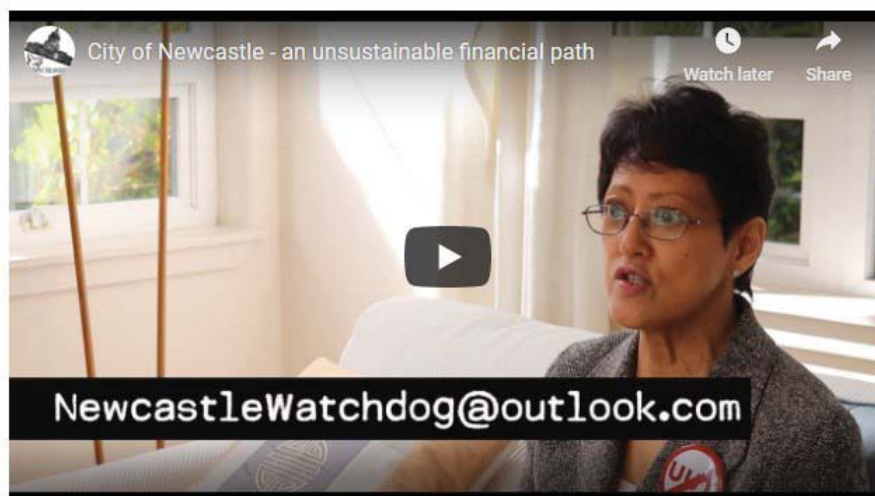 City of Newcastle - an unsustainable financial path
Watch later
Share
NewcastleWatchdog@outlook.com